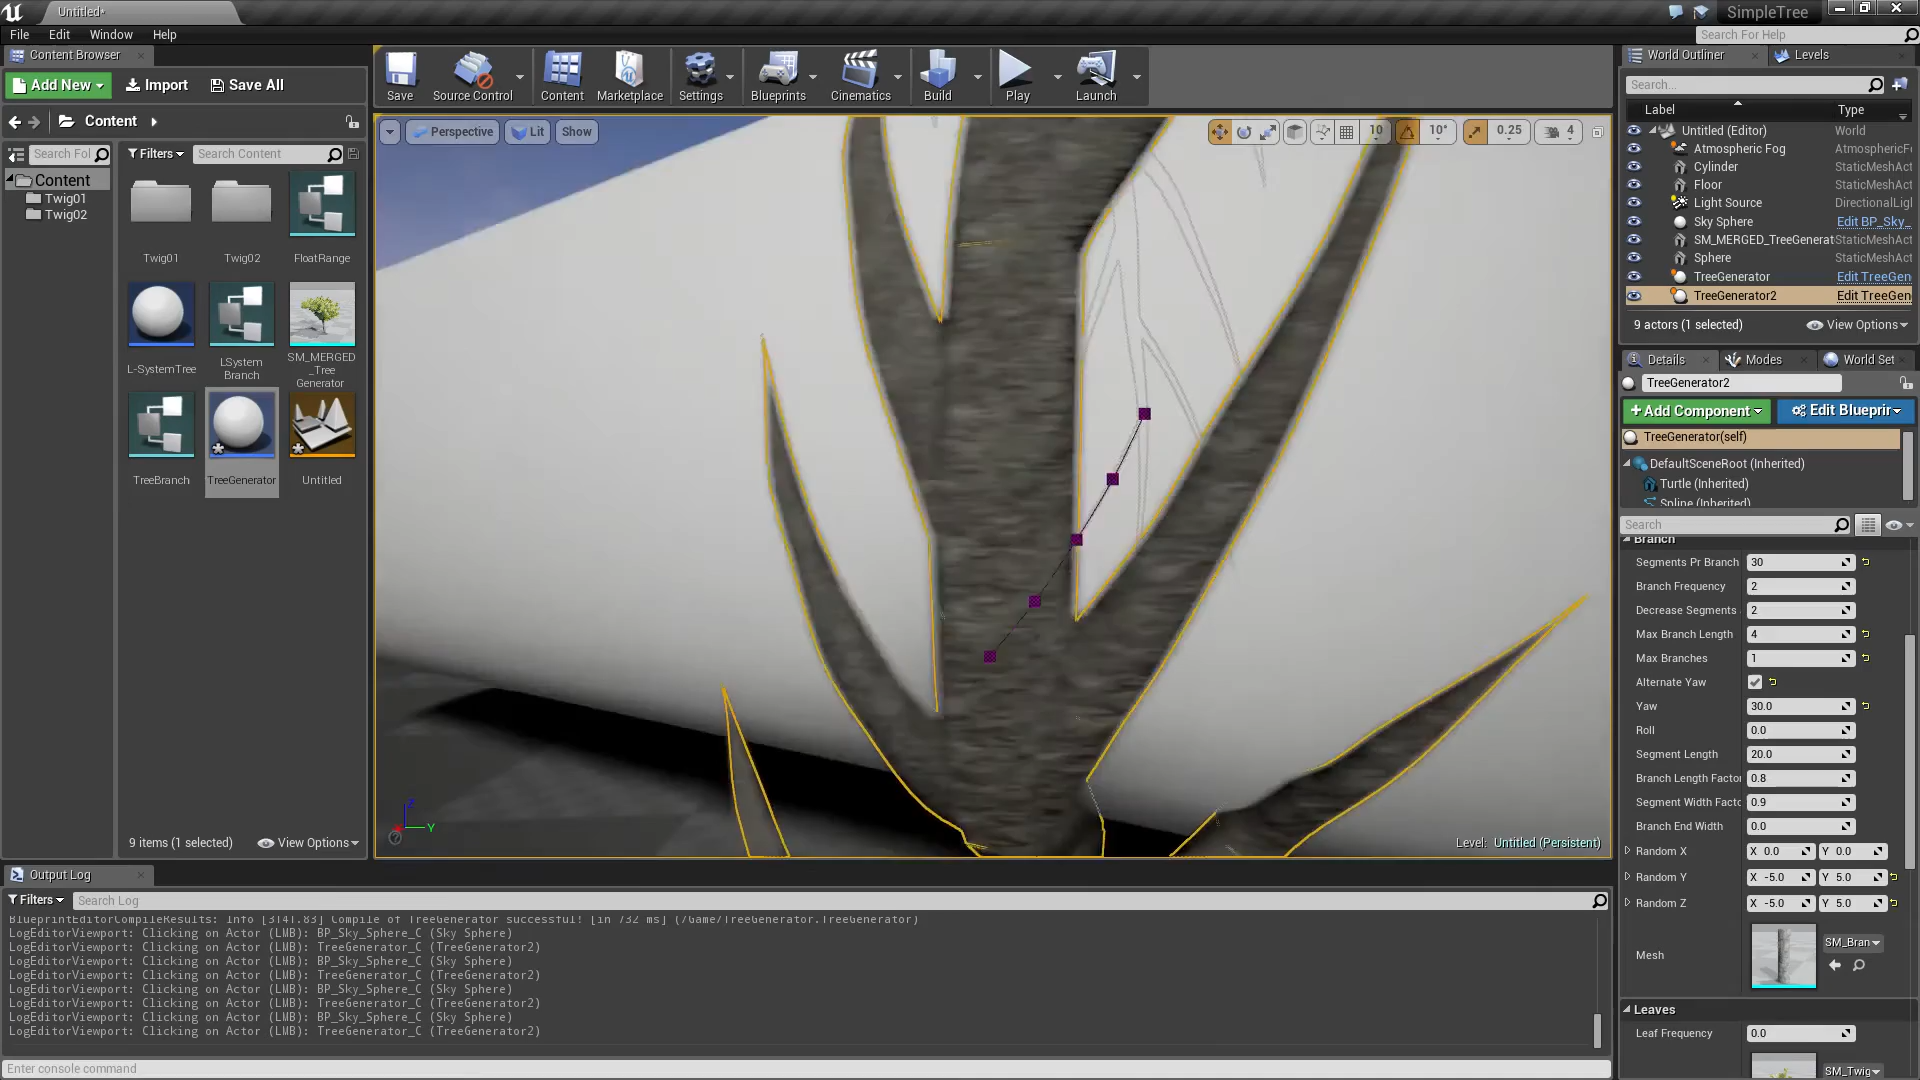 Untitled*
SimpleTree
File Edit Window Help
Search For Help
Content Browser
Add New
Import
Save All
Content
Search Fol
Filters
Search Content
Content
Twig01
Twig02
Twig01
Twig02
FloatRange
L-SystemTree
LSystem
Branch
SM_MERGED
_Tree
Generator
TreeBranch
TreeGenerator
Untitled
9 items (1 selected)
View Options
Save
Source Control
Content
Marketplace
Settings
Blueprints
Cinematics
Build
Play
Launch
Perspective
Lit
Show
10
10°
0.25
4
Z
Y
Level: Untitled (Persistent)
World Outliner
Levels
Search...
Label Type
Untitled (Editor) World
Atmospheric Fog AtmosphericF
Cylinder StaticMeshAct
Floor StaticMeshAct
Light Source DirectionalLigl
Sky Sphere Edit BP_Sky_
SM_MERGED_TreeGenerat StaticMeshAct
Sphere StaticMeshAct
TreeGenerator Edit TreeGen
TreeGenerator2 Edit TreeGen
9 actors (1 selected)
View Options
Details
Modes
World Set
TreeGenerator2
+Add Component
Edit Blueprir
TreeGenerator(self)
DefaultSceneRoot (Inherited)
Turtle (Inherited)
Spline (Inherited)
Search
Branch
Segments Pr Branch 30
Branch Frequency 2
Decrease Segments 2
Max Branch Length 4
Max Branches 1
Alternate Yaw
Yaw 30.0
Roll 0.0
Segment Length 20.0
Branch Length Factor 0.8
Segment Width Facto 0.9
Branch End Width 0.0
Random X X 0.0 Y 0.0
Random Y X -5.0 Y 5.0
Random Z X -5.0 Y 5.0
Mesh
SM_Bran
Leaves
Leaf Frequency 0.0
SM_Twig
Output Log
Filters
Search Log
BlueprintEditorCompileResults: Info [3141.83] Compile of TreeGenerator successful! [in 732 ms] (/Game/TreeGenerator.TreeGenerator)
LogEditorViewport: Clicking on Actor (LMB): BP_Sky_Sphere_C (Sky Sphere)
LogEditorViewport: Clicking on Actor (LMB): TreeGenerator_C (TreeGenerator2)
LogEditorViewport: Clicking on Actor (LMB): BP_Sky_Sphere_C (Sky Sphere)
LogEditorViewport: Clicking on Actor (LMB): TreeGenerator_C (TreeGenerator2)
LogEditorViewport: Clicking on Actor (LMB): BP_Sky_Sphere_C (Sky Sphere)
LogEditorViewport: Clicking on Actor (LMB): TreeGenerator_C (TreeGenerator2)
LogEditorViewport: Clicking on Actor (LMB): BP_Sky_Sphere_C (Sky Sphere)
LogEditorViewport: Clicking on Actor (LMB): TreeGenerator_C (TreeGenerator2)
Enter console command